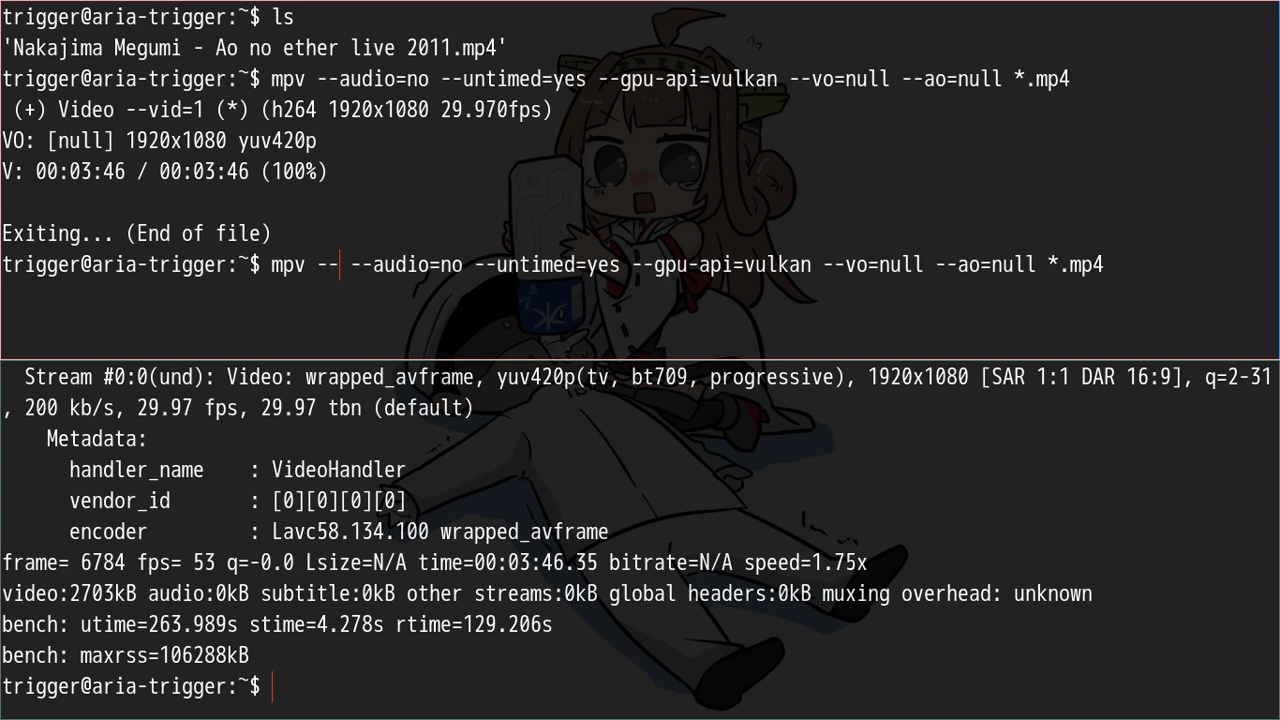 trigger@aria-trigger:~$ ls
'Nakajima Megumi - Ao no ether live 2011.mp4'
trigger@aria-trigger:~$ mpv --audio=no --untimed=yes --gpu-api=vulkan --vo=null --ao=null *.mp4
 (+) Video --vid=1 (*) (h264 1920x1080 29.970fps)
VO: [null] 1920x1080 yuv420p
V: 00:03:46 / 00:03:46 (100%)
Exiting... (End of file)
trigger@aria-trigger:~$ mpv -- --audio=no --untimed=yes --gpu-api=vulkan --vo=null --ao=null *.mp4
  Stream #0:0(und): Video: wrapped_avframe, yuv420p(tv, bt709, progressive), 1920x1080 [SAR 1:1 DAR 16:9], q=2-31
, 200 kb/s, 29.97 fps, 29.97 tbn (default)
    Metadata:
      handler_name    : VideoHandler
      vendor_id       : [0][0][0][0]
      encoder         : Lavc58.134.100 wrapped_avframe
frame= 6784 fps= 53 q=-0.0 Lsize=N/A time=00:03:46.35 bitrate=N/A speed=1.75x
video:2703kB audio:0kB subtitle:0kB other streams:0kB global headers:0kB muxing overhead: unknown
bench: utime=263.989s stime=4.278s rtime=129.206s
bench: maxrss=106288kB
trigger@aria-trigger:~$